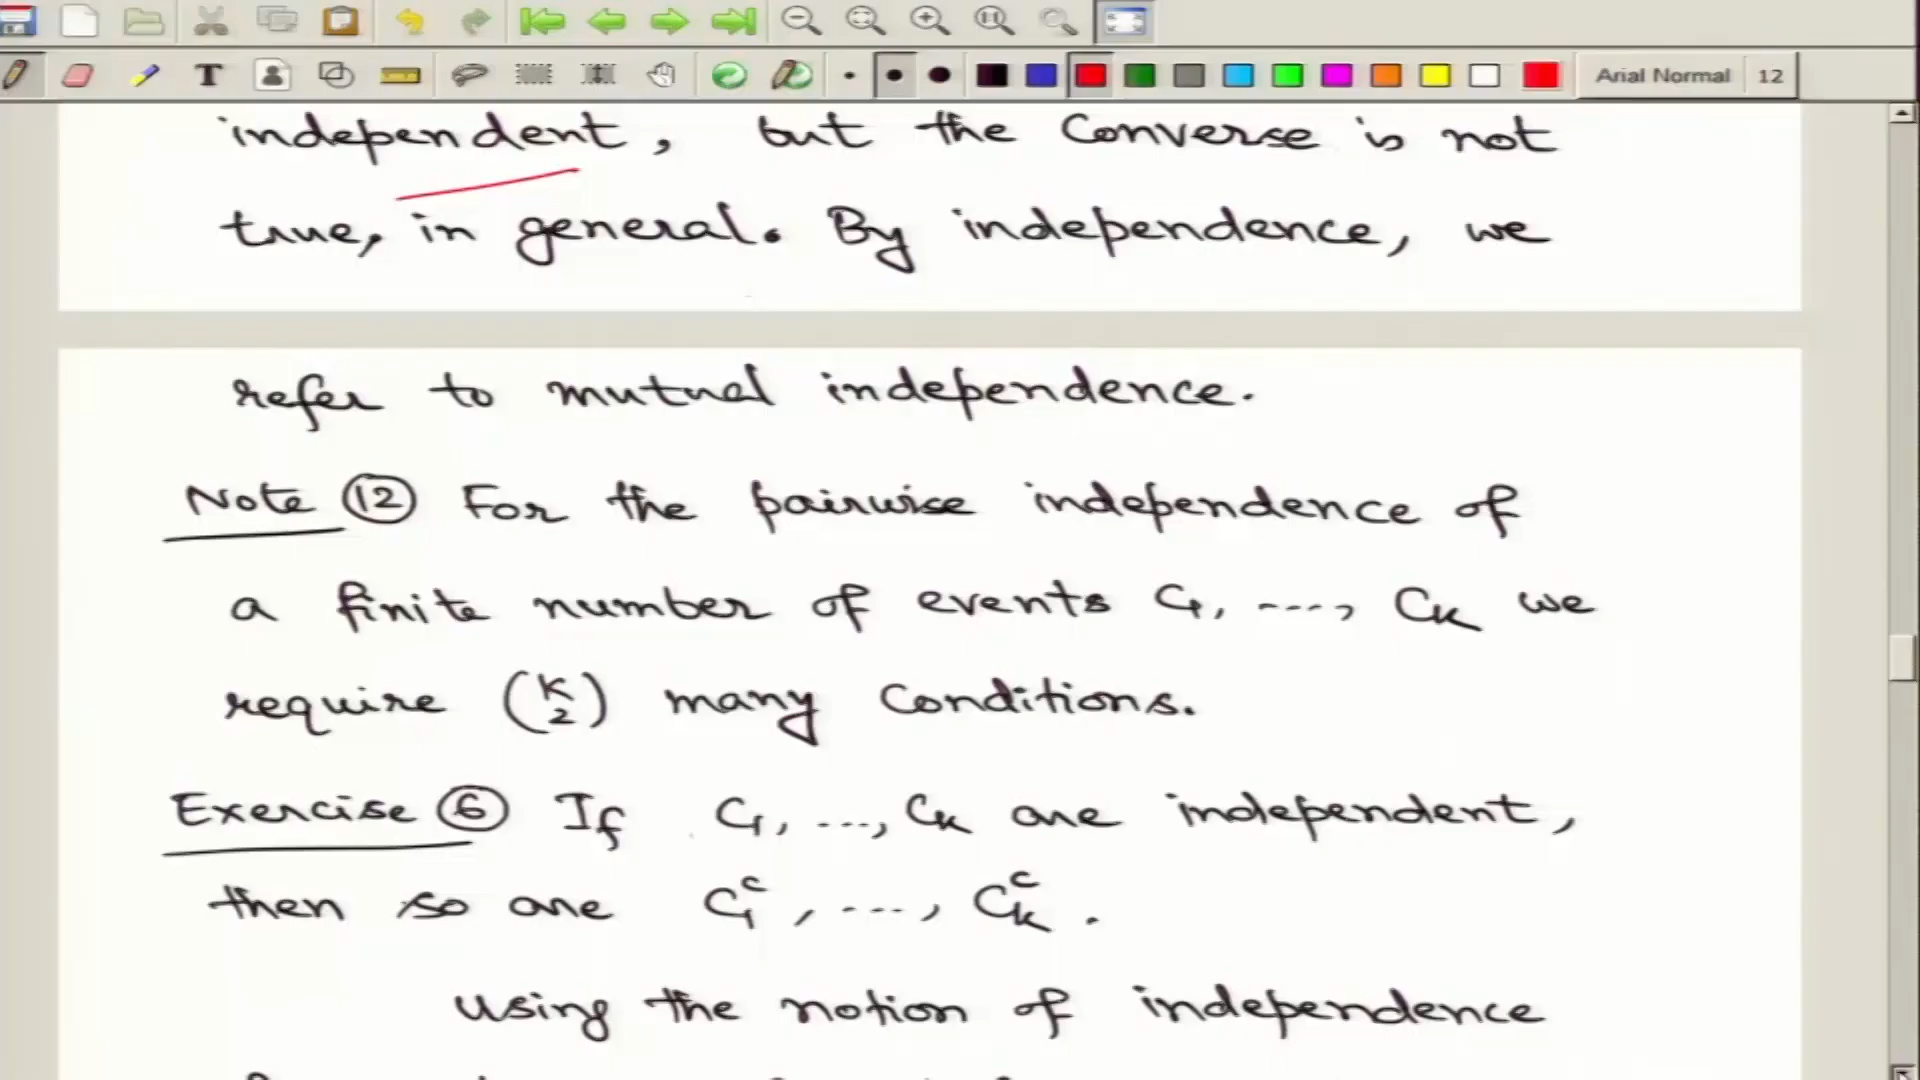 Arial Normal 12
independent, but the converse is not
true, in general. By independence, we
refer to mutual independence.
Note ⑫ For the pairwise independence of
a finite number of events C₁, ----, Cₖ we
require (K 2) many conditions.
Exercise ⑥ If C₁, ..., Cₖ are independent,
then so are C₁ᶜ, ---, Cₖᶜ.
Using the notion of independence